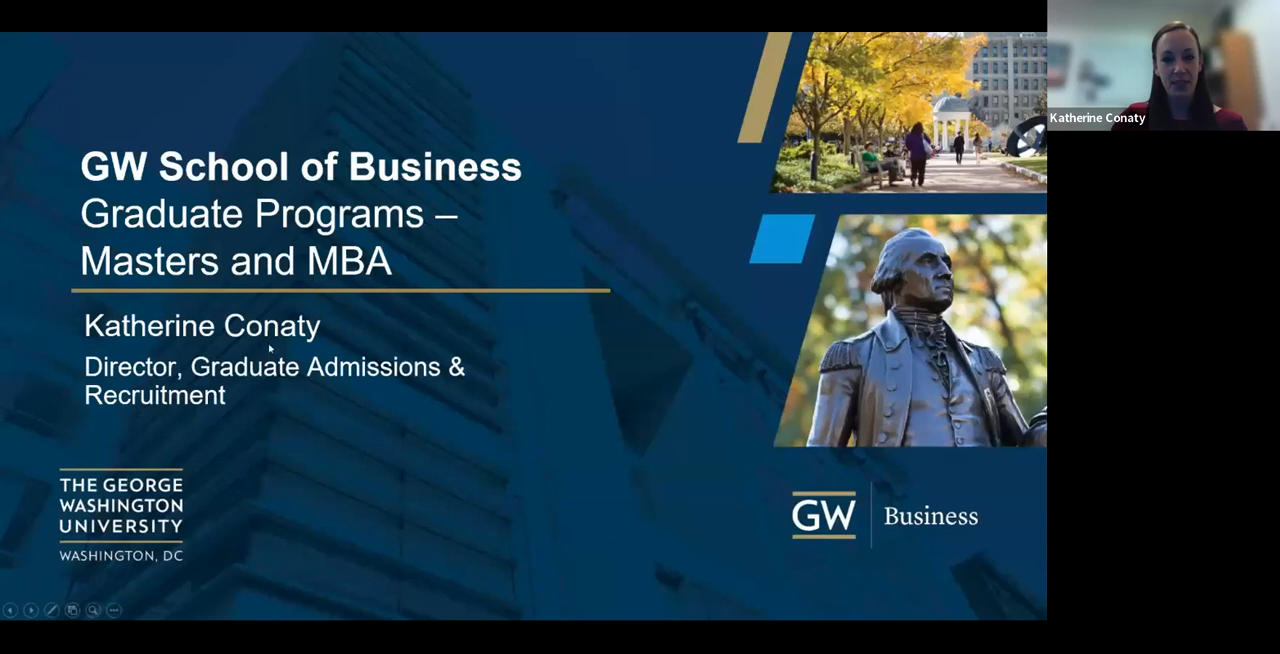 GW School of Business
Graduate Programs –
Masters and MBA
Katherine Conaty
Director, Graduate Admissions &
Recruitment
THE GEORGE
WASHINGTON
UNIVERSITY
WASHINGTON, DC
GW Business
Katherine Conaty